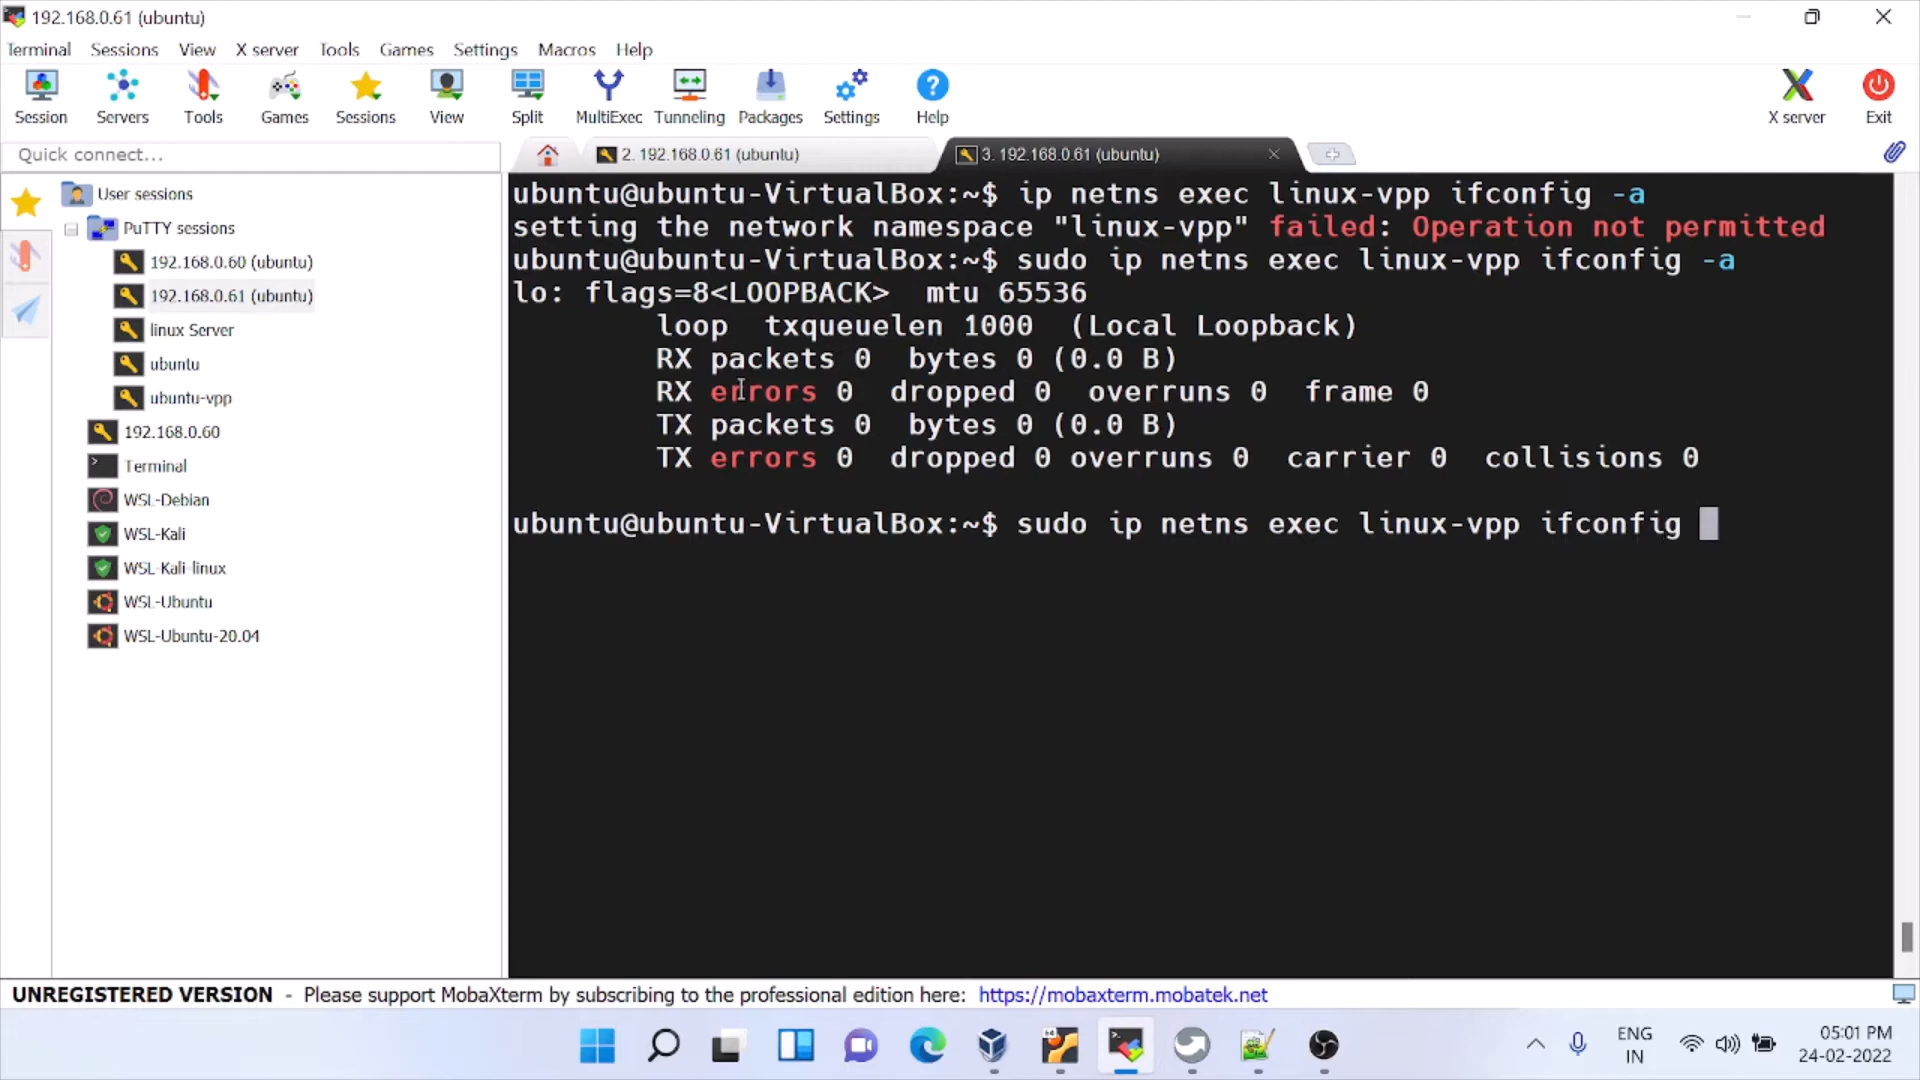 192.168.0.61 (ubuntu)
Terminal Sessions View X server Tools Games Settings Macros Help
Session Servers Tools Games Sessions View Split MultiExec Tunneling Packages Settings Help X server Exit
Quick connect...
2. 192.168.0.61 (ubuntu)
3. 192.168.0.61 (ubuntu)
User sessions
PuTTY sessions
192.168.0.60 (ubuntu)
192.168.0.61 (ubuntu)
linux Server
ubuntu
ubuntu-vpp
192.168.0.60
Terminal
WSL-Debian
WSL-Kali
WSL-Kali-linux
WSL-Ubuntu
WSL-Ubuntu-20.04
ubuntu@ubuntu-VirtualBox:~$ ip netns exec linux-vpp ifconfig -a
setting the network namespace "linux-vpp" failed: Operation not permitted
ubuntu@ubuntu-VirtualBox:~$ sudo ip netns exec linux-vpp ifconfig -a
lo: flags=8<LOOPBACK>  mtu 65536
        loop  txqueuelen 1000  (Local Loopback)
        RX packets 0  bytes 0 (0.0 B)
        RX errors 0  dropped 0  overruns 0  frame 0
        TX packets 0  bytes 0 (0.0 B)
        TX errors 0  dropped 0 overruns 0  carrier 0  collisions 0
ubuntu@ubuntu-VirtualBox:~$ sudo ip netns exec linux-vpp ifconfig
UNREGISTERED VERSION - Please support MobaXterm by subscribing to the professional edition here: https://mobaxterm.mobatek.net
ENG
IN
05:01 PM
24-02-2022